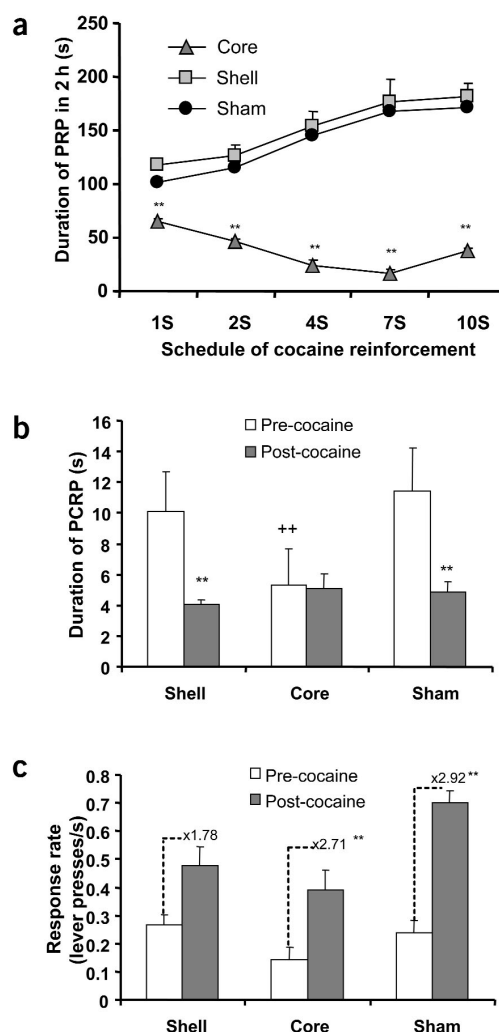 a
Duration of PRP in 2 h (s)
250
200
150
100
50
0
Core
Shell
Sham
**
**
**
**
**
1S 2S 4S 7S 10S
Schedule of cocaine reinforcement
b
Duration of PCRP (s)
16
14
12
10
8
6
4
2
0
Pre-cocaine
Post-cocaine
**
++
**
Shell Core Sham
c
Response rate
(lever presses/s)
0.8
0.7
0.6
0.5
0.4
0.3
0.2
0.1
0
Pre-cocaine
Post-cocaine
x1.78
x2.71 **
x2.92 **
Shell Core Sham